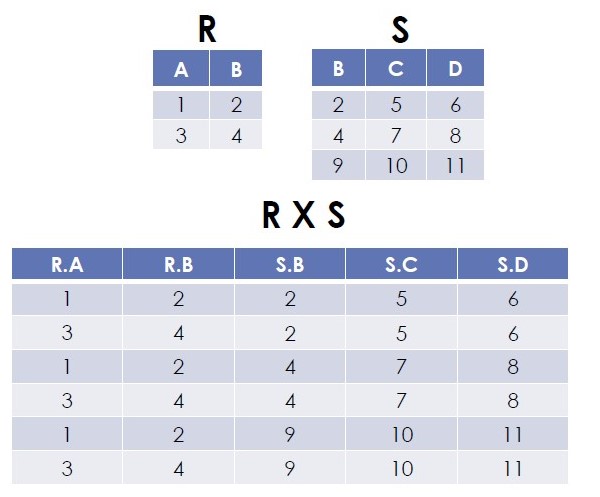 R S
A B B C D
1 2 2 5 6
3 4 4 7 8
9 10 11
R X S
R.A R.B S.B S.C S.D
1 2 2 5 6
3 4 2 5 6
1 2 4 7 8
3 4 4 7 8
1 2 9 10 11
3 4 9 10 11